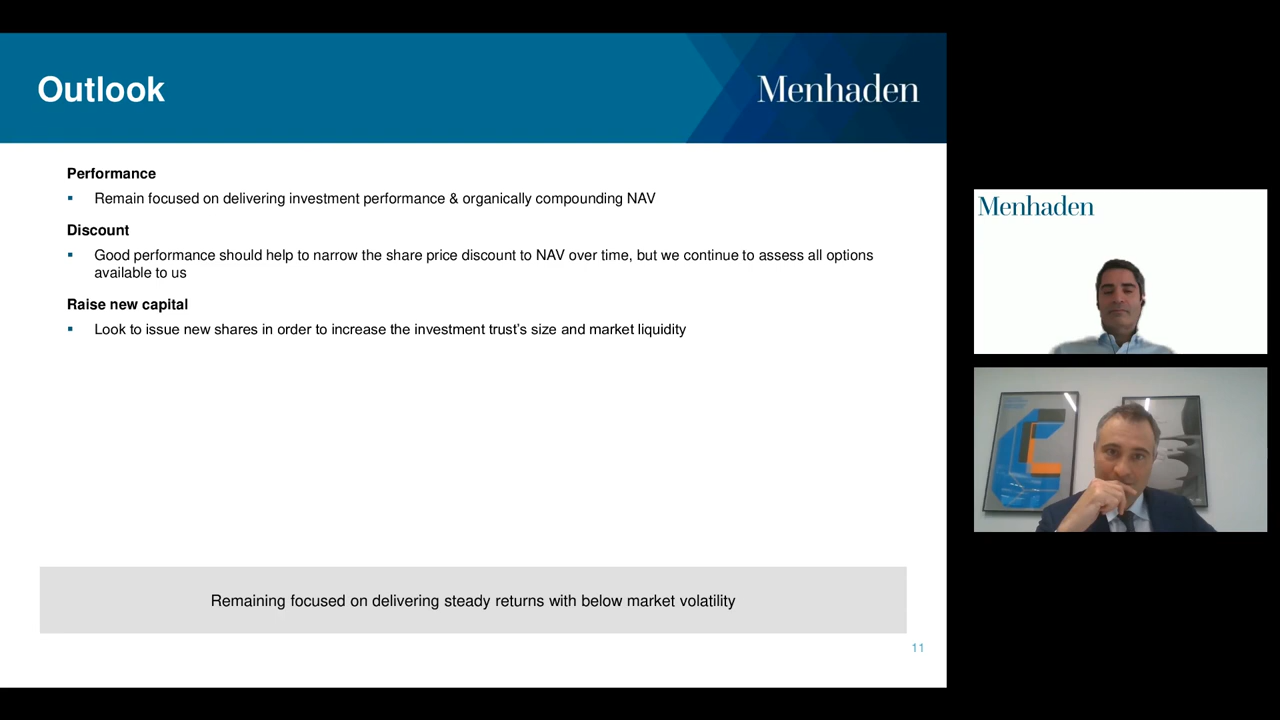 Outlook
Menhaden
Performance
▪ Remain focused on delivering investment performance & organically compounding NAV
Discount
▪ Good performance should help to narrow the share price discount to NAV over time, but we continue to assess all options
available to us
Raise new capital
▪ Look to issue new shares in order to increase the investment trust's size and market liquidity
Remaining focused on delivering steady returns with below market volatility
11
Menhaden